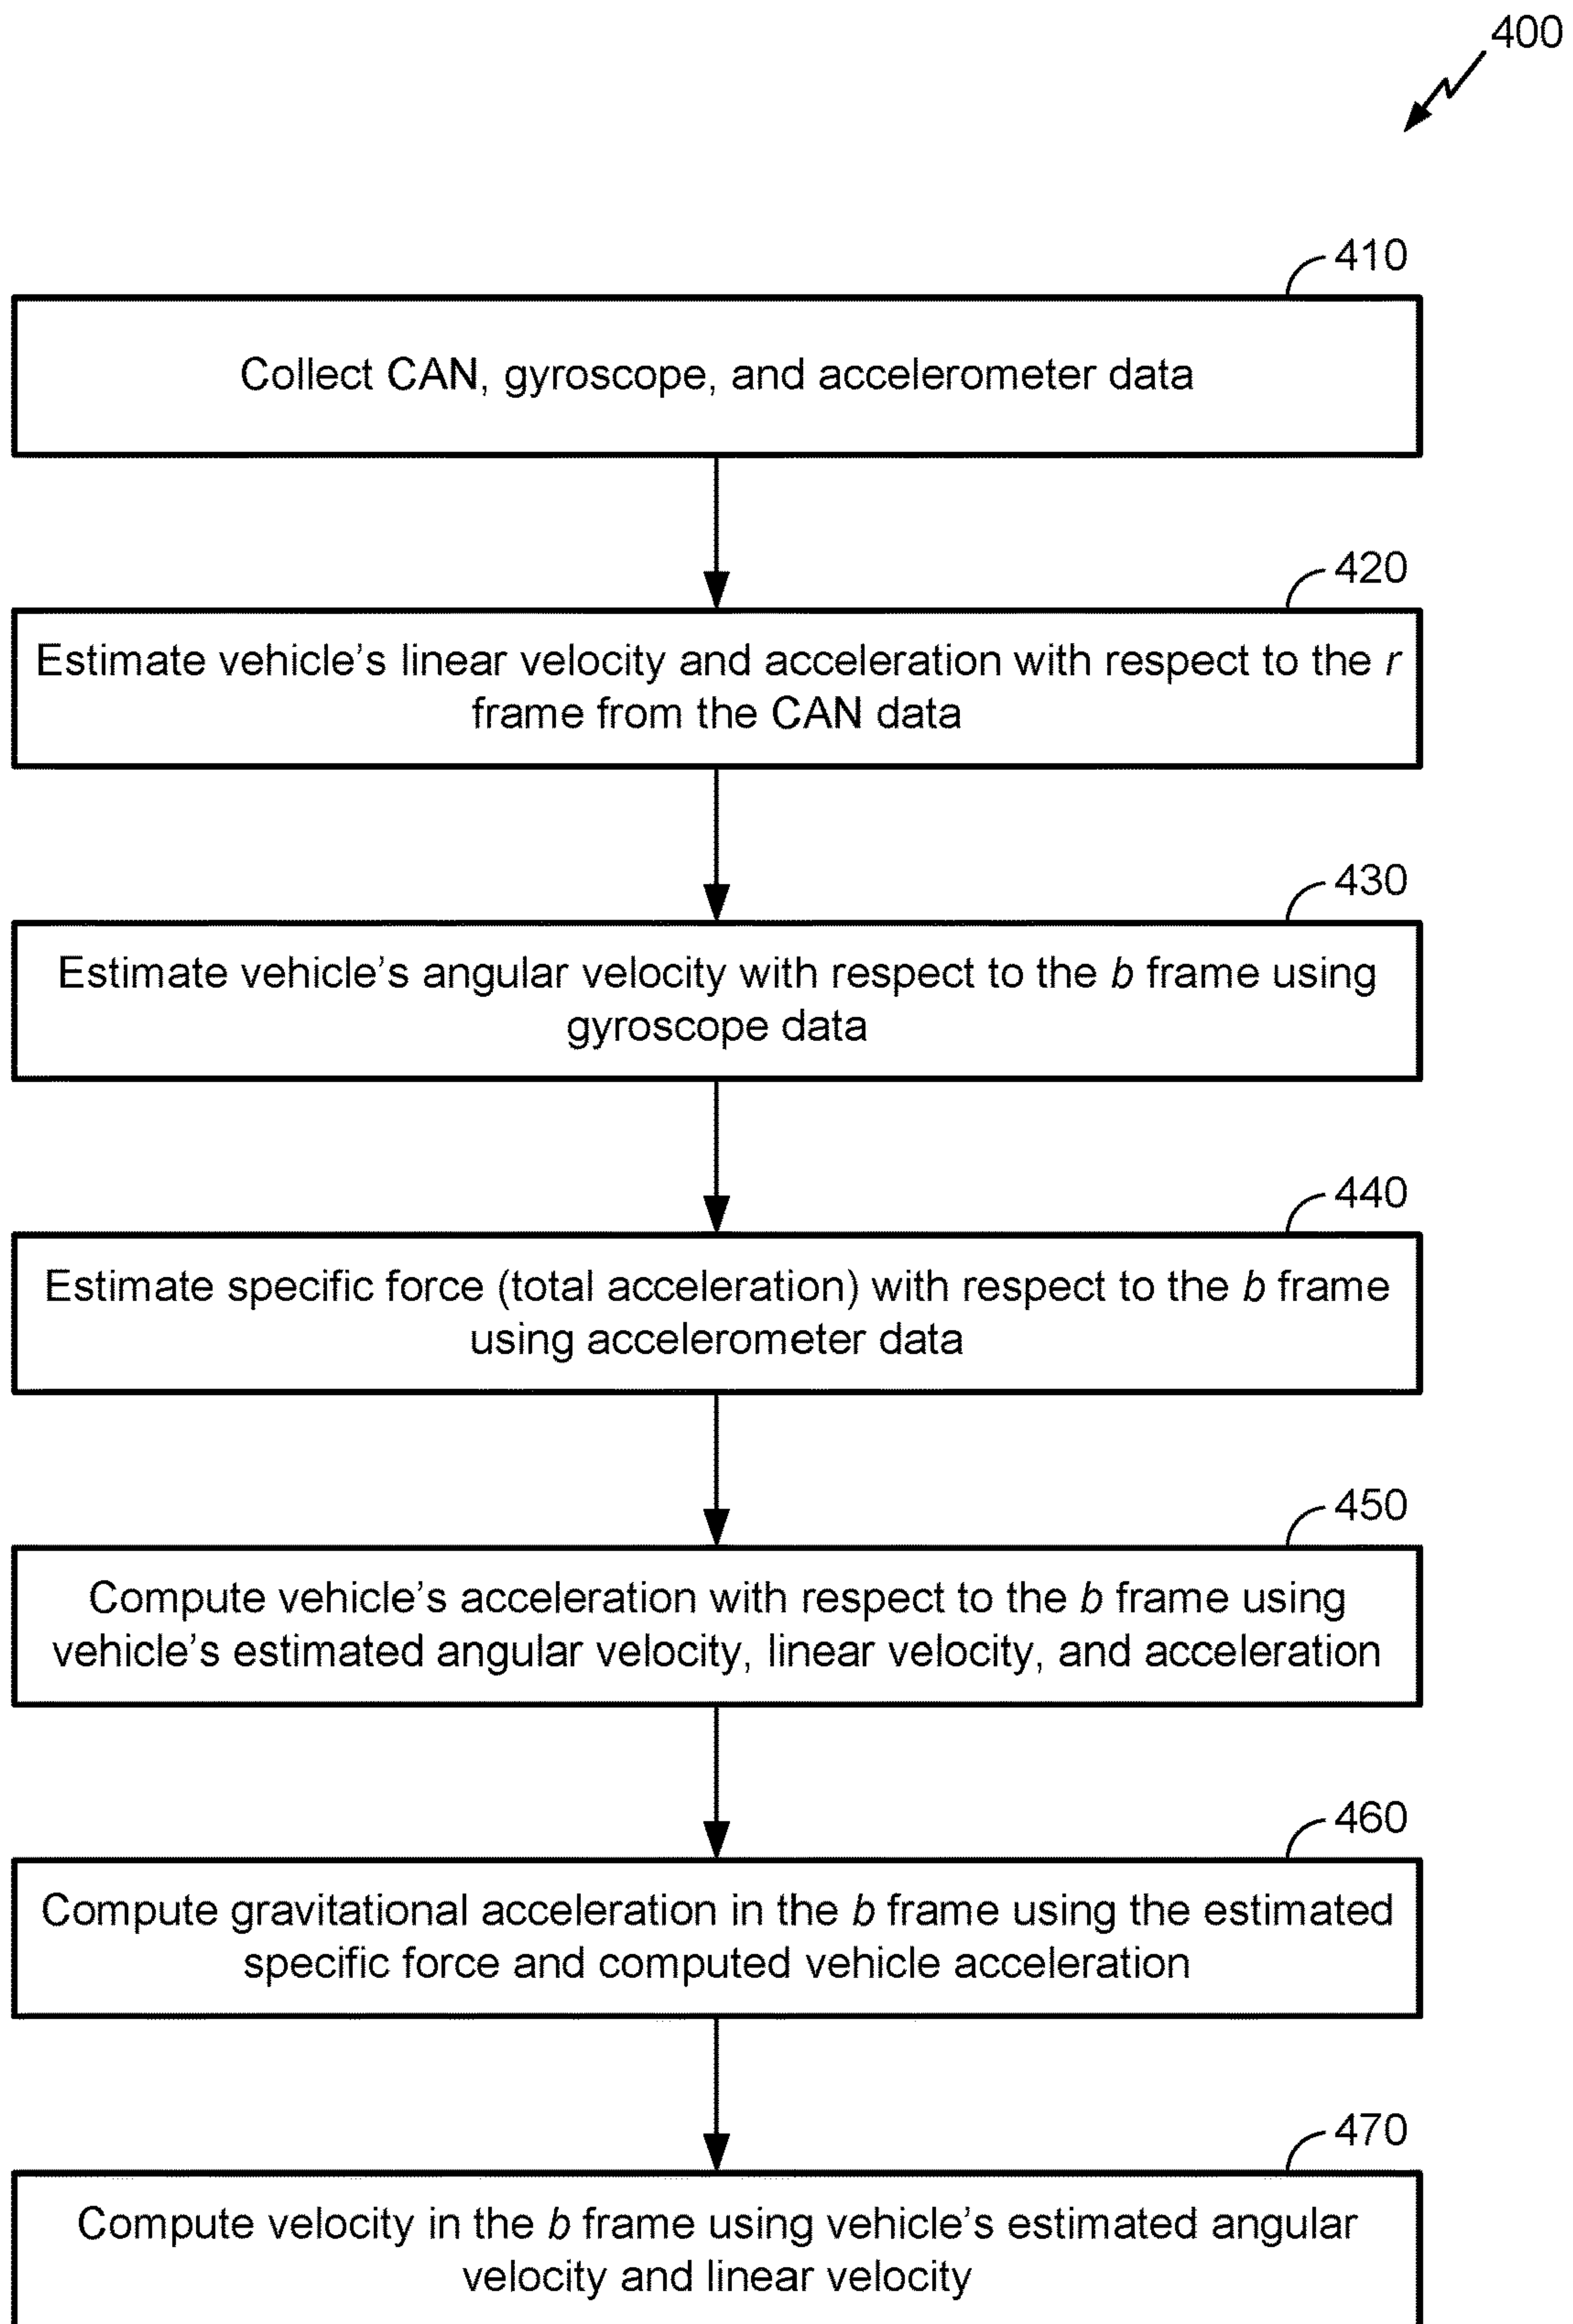 400
410
Collect CAN, gyroscope, and accelerometer data
420
Estimate vehicle's linear velocity and acceleration with respect to the r
frame from the CAN data
430
Estimate vehicle's angular velocity with respect to the b frame using
gyroscope data
440
Estimate specific force (total acceleration) with respect to the b frame
using accelerometer data
450
Compute vehicle's acceleration with respect to the b frame using
vehicle's estimated angular velocity, linear velocity, and acceleration
460
Compute gravitational acceleration in the b frame using the estimated
specific force and computed vehicle acceleration
470
Compute velocity in the b frame using vehicle's estimated angular
velocity and linear velocity